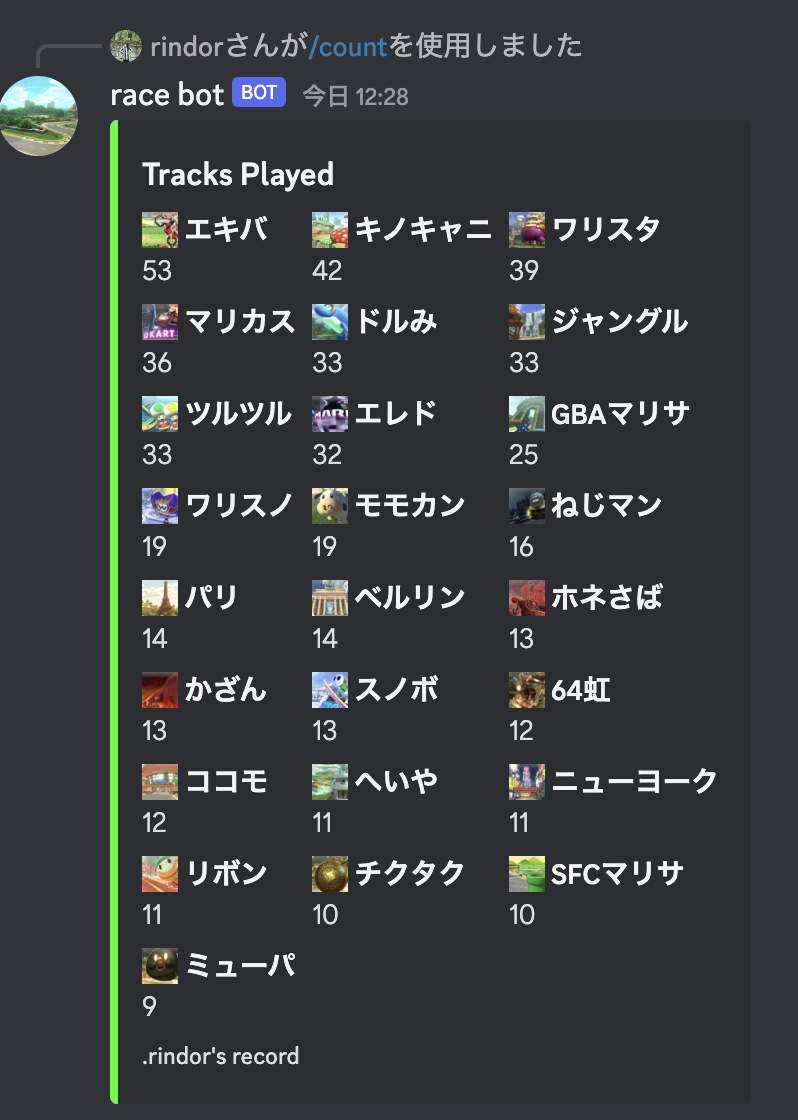 rindorさんが/countを使用しました
race bot BOT 今日 12:28
Tracks Played
エキバ キノキャニ ワリスタ
53 42 39
マリカス ドルみ ジャングル
36 33 33
ツルツル エレド GBAマリサ
33 32 25
ワリスノ モモカン ねじマン
19 19 16
パリ ベルリン ホネさば
14 14 13
かざん スノボ 64虹
13 13 12
ココモ へいや ニューヨーク
12 11 11
リボン チクタク SFCマリサ
11 10 10
ミューパ
9
.rindor's record